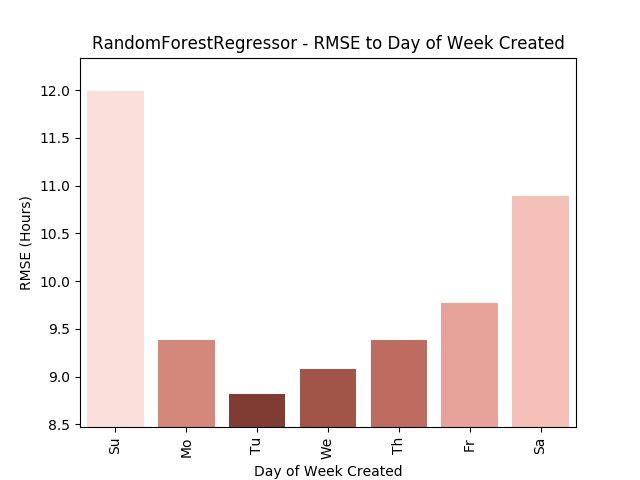 RandomForestRegressor - RMSE to Day of Week Created
12.0
11.5
11.0
10.5
10.0
9.5
9.0
8.5
RMSE (Hours)
Su
Mo
Tu
We
Th
Fr
Sa
Day of Week Created